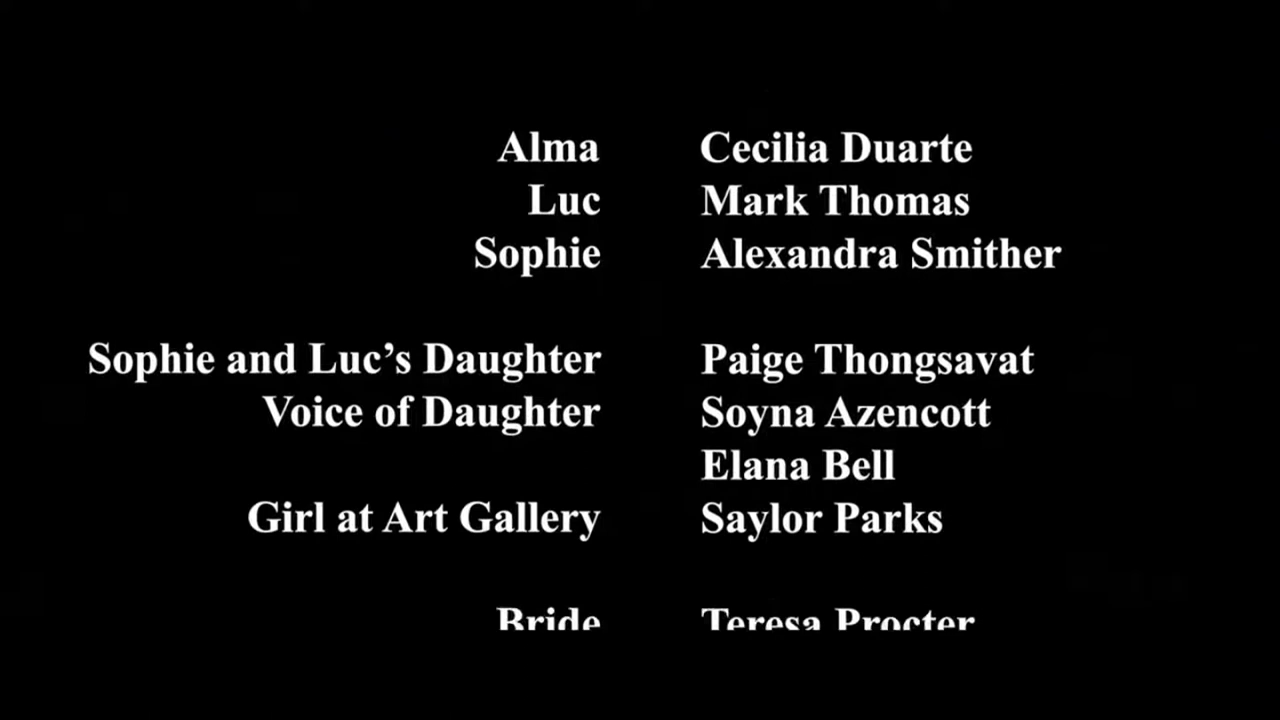 Alma Cecilia Duarte
Luc Mark Thomas
Sophie Alexandra Smither
Sophie and Luc’s Daughter Paige Thongsavat
Voice of Daughter Soyna Azencott
Elana Bell
Girl at Art Gallery Saylor Parks
Bride Teresa Procter